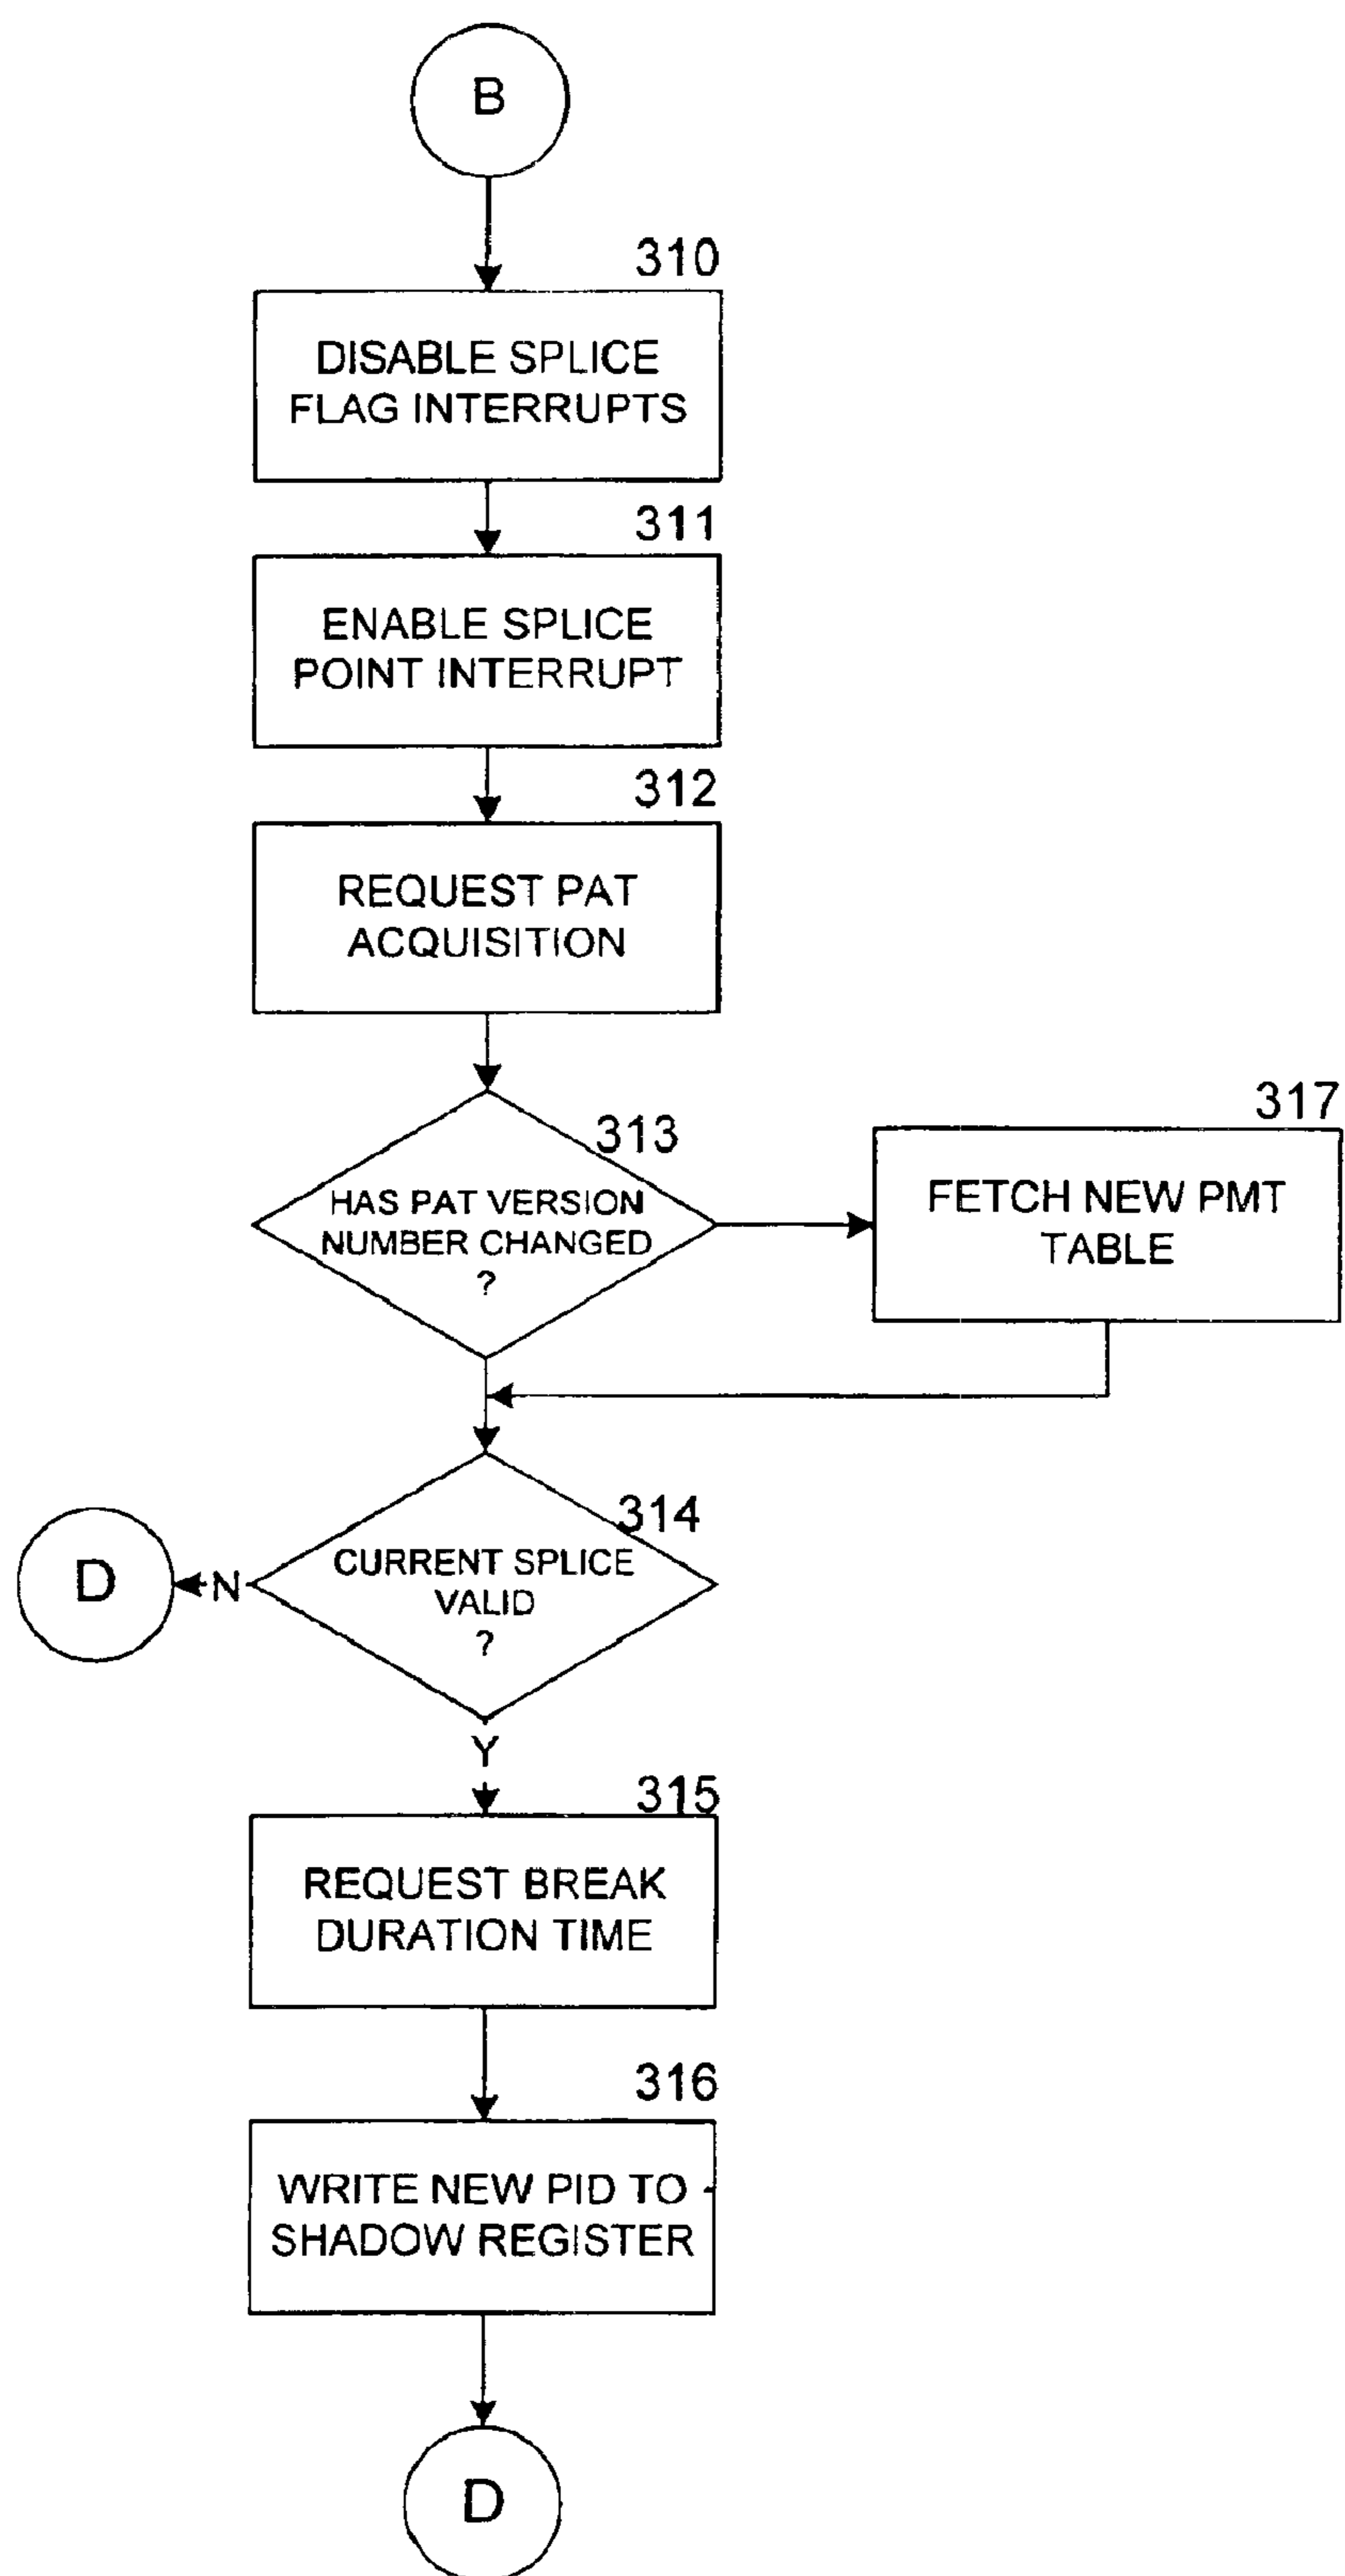 B
310
DISABLE SPLICE
FLAG INTERRUPTS
311
ENABLE SPLICE
POINT INTERRUPT
312
REQUEST PAT
ACQUISITION
313
HAS PAT VERSION
NUMBER CHANGED
?
317
FETCH NEW PMT
TABLE
314
CURRENT SPLICE
VALID
?
N
D
Y
315
REQUEST BREAK
DURATION TIME
316
WRITE NEW PID TO
SHADOW REGISTER
D